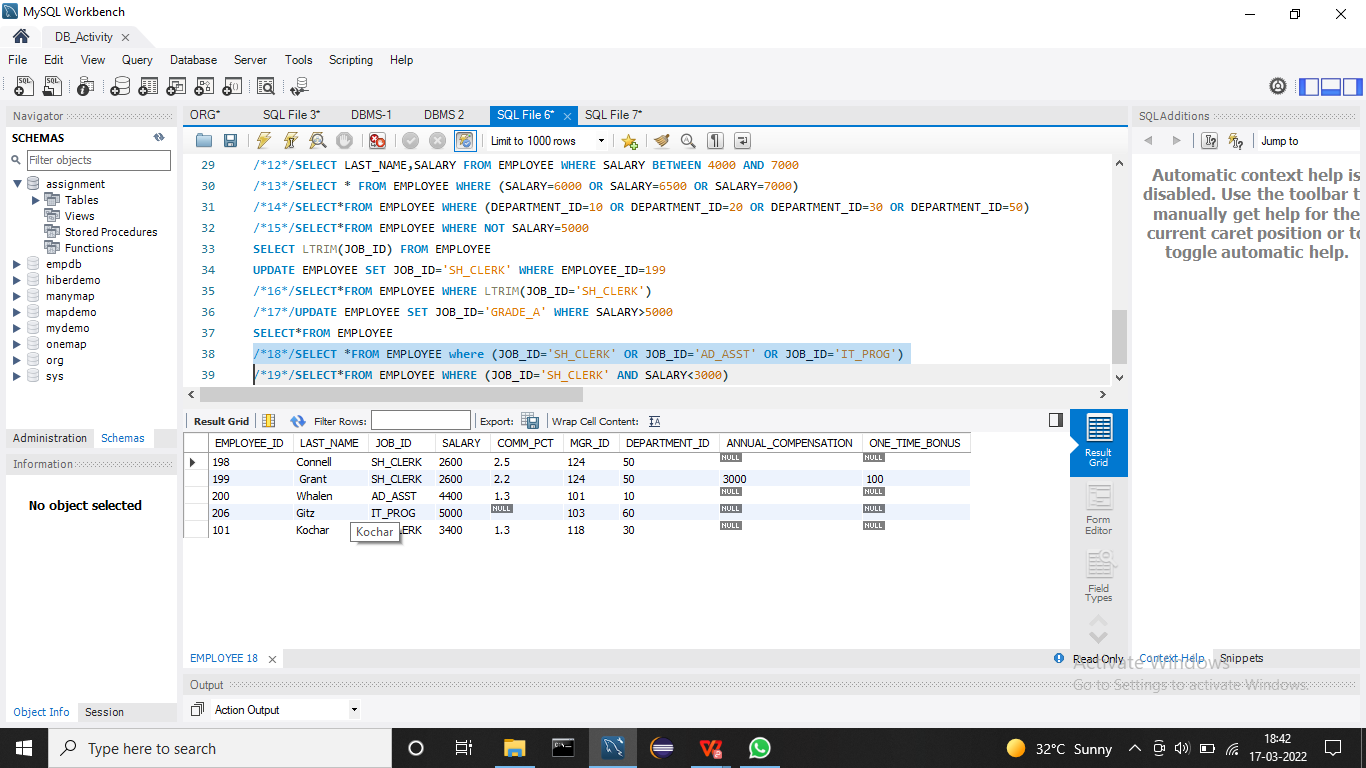 MySQL Workbench
DB_Activity
File Edit View Query Database Server Tools Scripting Help
Navigator
SCHEMAS
Filter objects
assignment
Tables
Views
Stored Procedures
Functions
empdb
hiberdemo
manymap
mapdemo
mydemo
onemap
org
sys
Administration Schemas
Information
No object selected
Object Info Session
ORG* SQL File 3* DBMS-1 DBMS 2 SQL File 6* SQL File 7*
Limit to 1000 rows
29 /*12*/SELECT LAST_NAME,SALARY FROM EMPLOYEE WHERE SALARY BETWEEN 4000 AND 7000
30 /*13*/SELECT * FROM EMPLOYEE WHERE (SALARY=6000 OR SALARY=6500 OR SALARY=7000)
31 /*14*/SELECT*FROM EMPLOYEE WHERE (DEPARTMENT_ID=10 OR DEPARTMENT_ID=20 OR DEPARTMENT_ID=30 OR DEPARTMENT_ID=50)
32 /*15*/SELECT*FROM EMPLOYEE WHERE NOT SALARY=5000
33 SELECT LTRIM(JOB_ID) FROM EMPLOYEE
34 UPDATE EMPLOYEE SET JOB_ID='SH_CLERK' WHERE EMPLOYEE_ID=199
35 /*16*/SELECT*FROM EMPLOYEE WHERE LTRIM(JOB_ID='SH_CLERK')
36 /*17*/UPDATE EMPLOYEE SET JOB_ID='GRADE_A' WHERE SALARY>5000
37 SELECT*FROM EMPLOYEE
38 /*18*/SELECT *FROM EMPLOYEE where (JOB_ID='SH_CLERK' OR JOB_ID='AD_ASST' OR JOB_ID='IT_PROG')
39 /*19*/SELECT*FROM EMPLOYEE WHERE (JOB_ID='SH_CLERK' AND SALARY<3000)
Result Grid Filter Rows: Export: Wrap Cell Content: IA
EMPLOYEE_ID LAST_NAME JOB_ID SALARY COMM_PCT MGR_ID DEPARTMENT_ID ANNUAL_COMPENSATION ONE_TIME_BONUS
198 Connell SH_CLERK 2600 2.5 124 50 NULL NULL
199 Grant SH_CLERK 2600 2.2 124 50 3000 100
200 Whalen AD_ASST 4400 1.3 101 10 NULL NULL
206 Gitz IT_PROG 5000 NULL 103 60 NULL NULL
101 Kochar ERK 3400 1.3 118 30 NULL NULL
Kochar
Result
Grid
Form
Editor
Field
Types
EMPLOYEE 18
Read Only
Output
Action Output
SQLAdditions
Jump to
Automatic context help is
disabled. Use the toolbar t
manually get help for the
current caret position or to
toggle automatic help.
Context Help Snippets
Activate Windows
Go to Settings to activate Windows.
Type here to search
32°C Sunny
18:42
17-03-2022